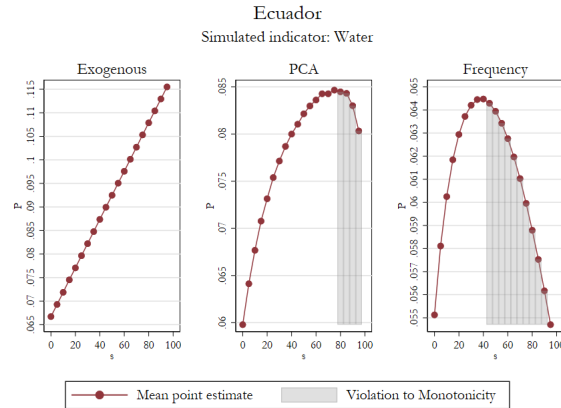 Ecuador
Simulated indicator: Water
Exogenous
P
.115
.11
.105
.1
.095
.09
.085
.08
.075
.07
.065
0 20 40 60 80 100
s
PCA
P
.085
.08
.075
.07
.065
.06
0 20 40 60 80 100
s
Frequency
P
.065
.064
.063
.062
.061
.06
.059
.058
.057
.056
.055
0 20 40 60 80 100
s
Mean point estimate
Violation to Monotonicity